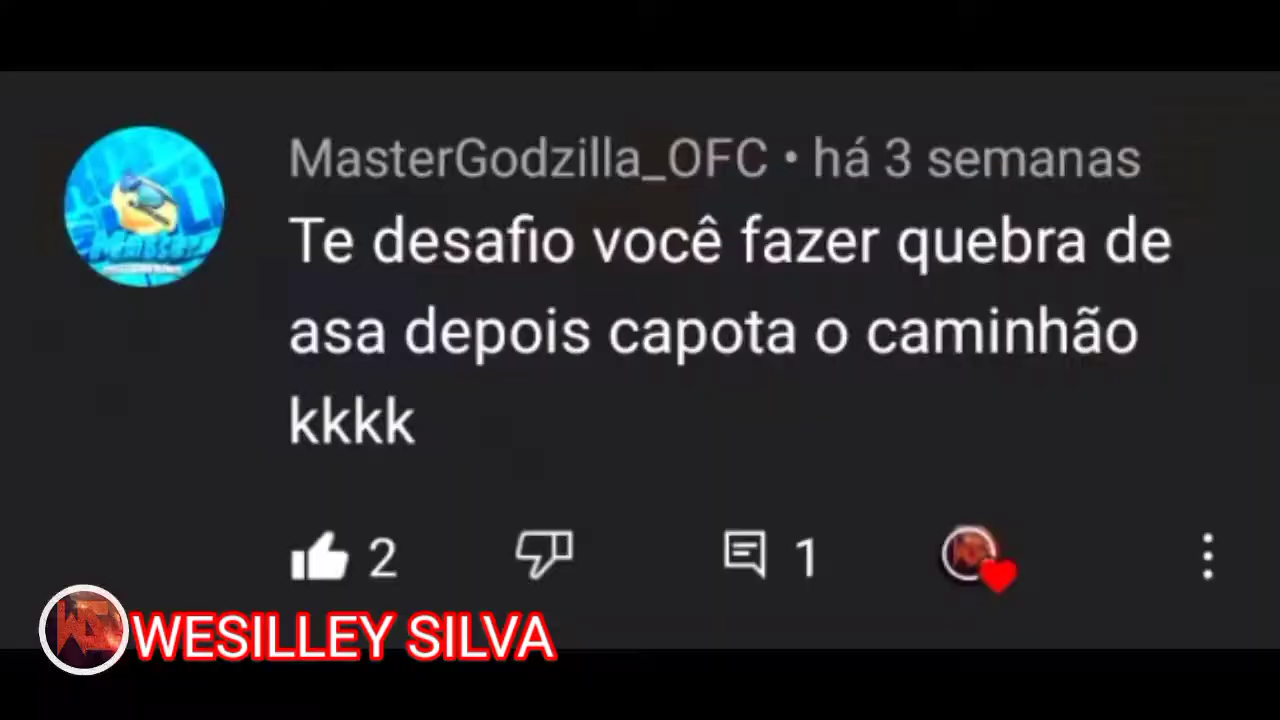 MasterGodzilla_OFC • há 3 semanas
Te desafio você fazer quebra de
asa depois capota o caminhão
kkkk
2 1
WESILLEY SILVA